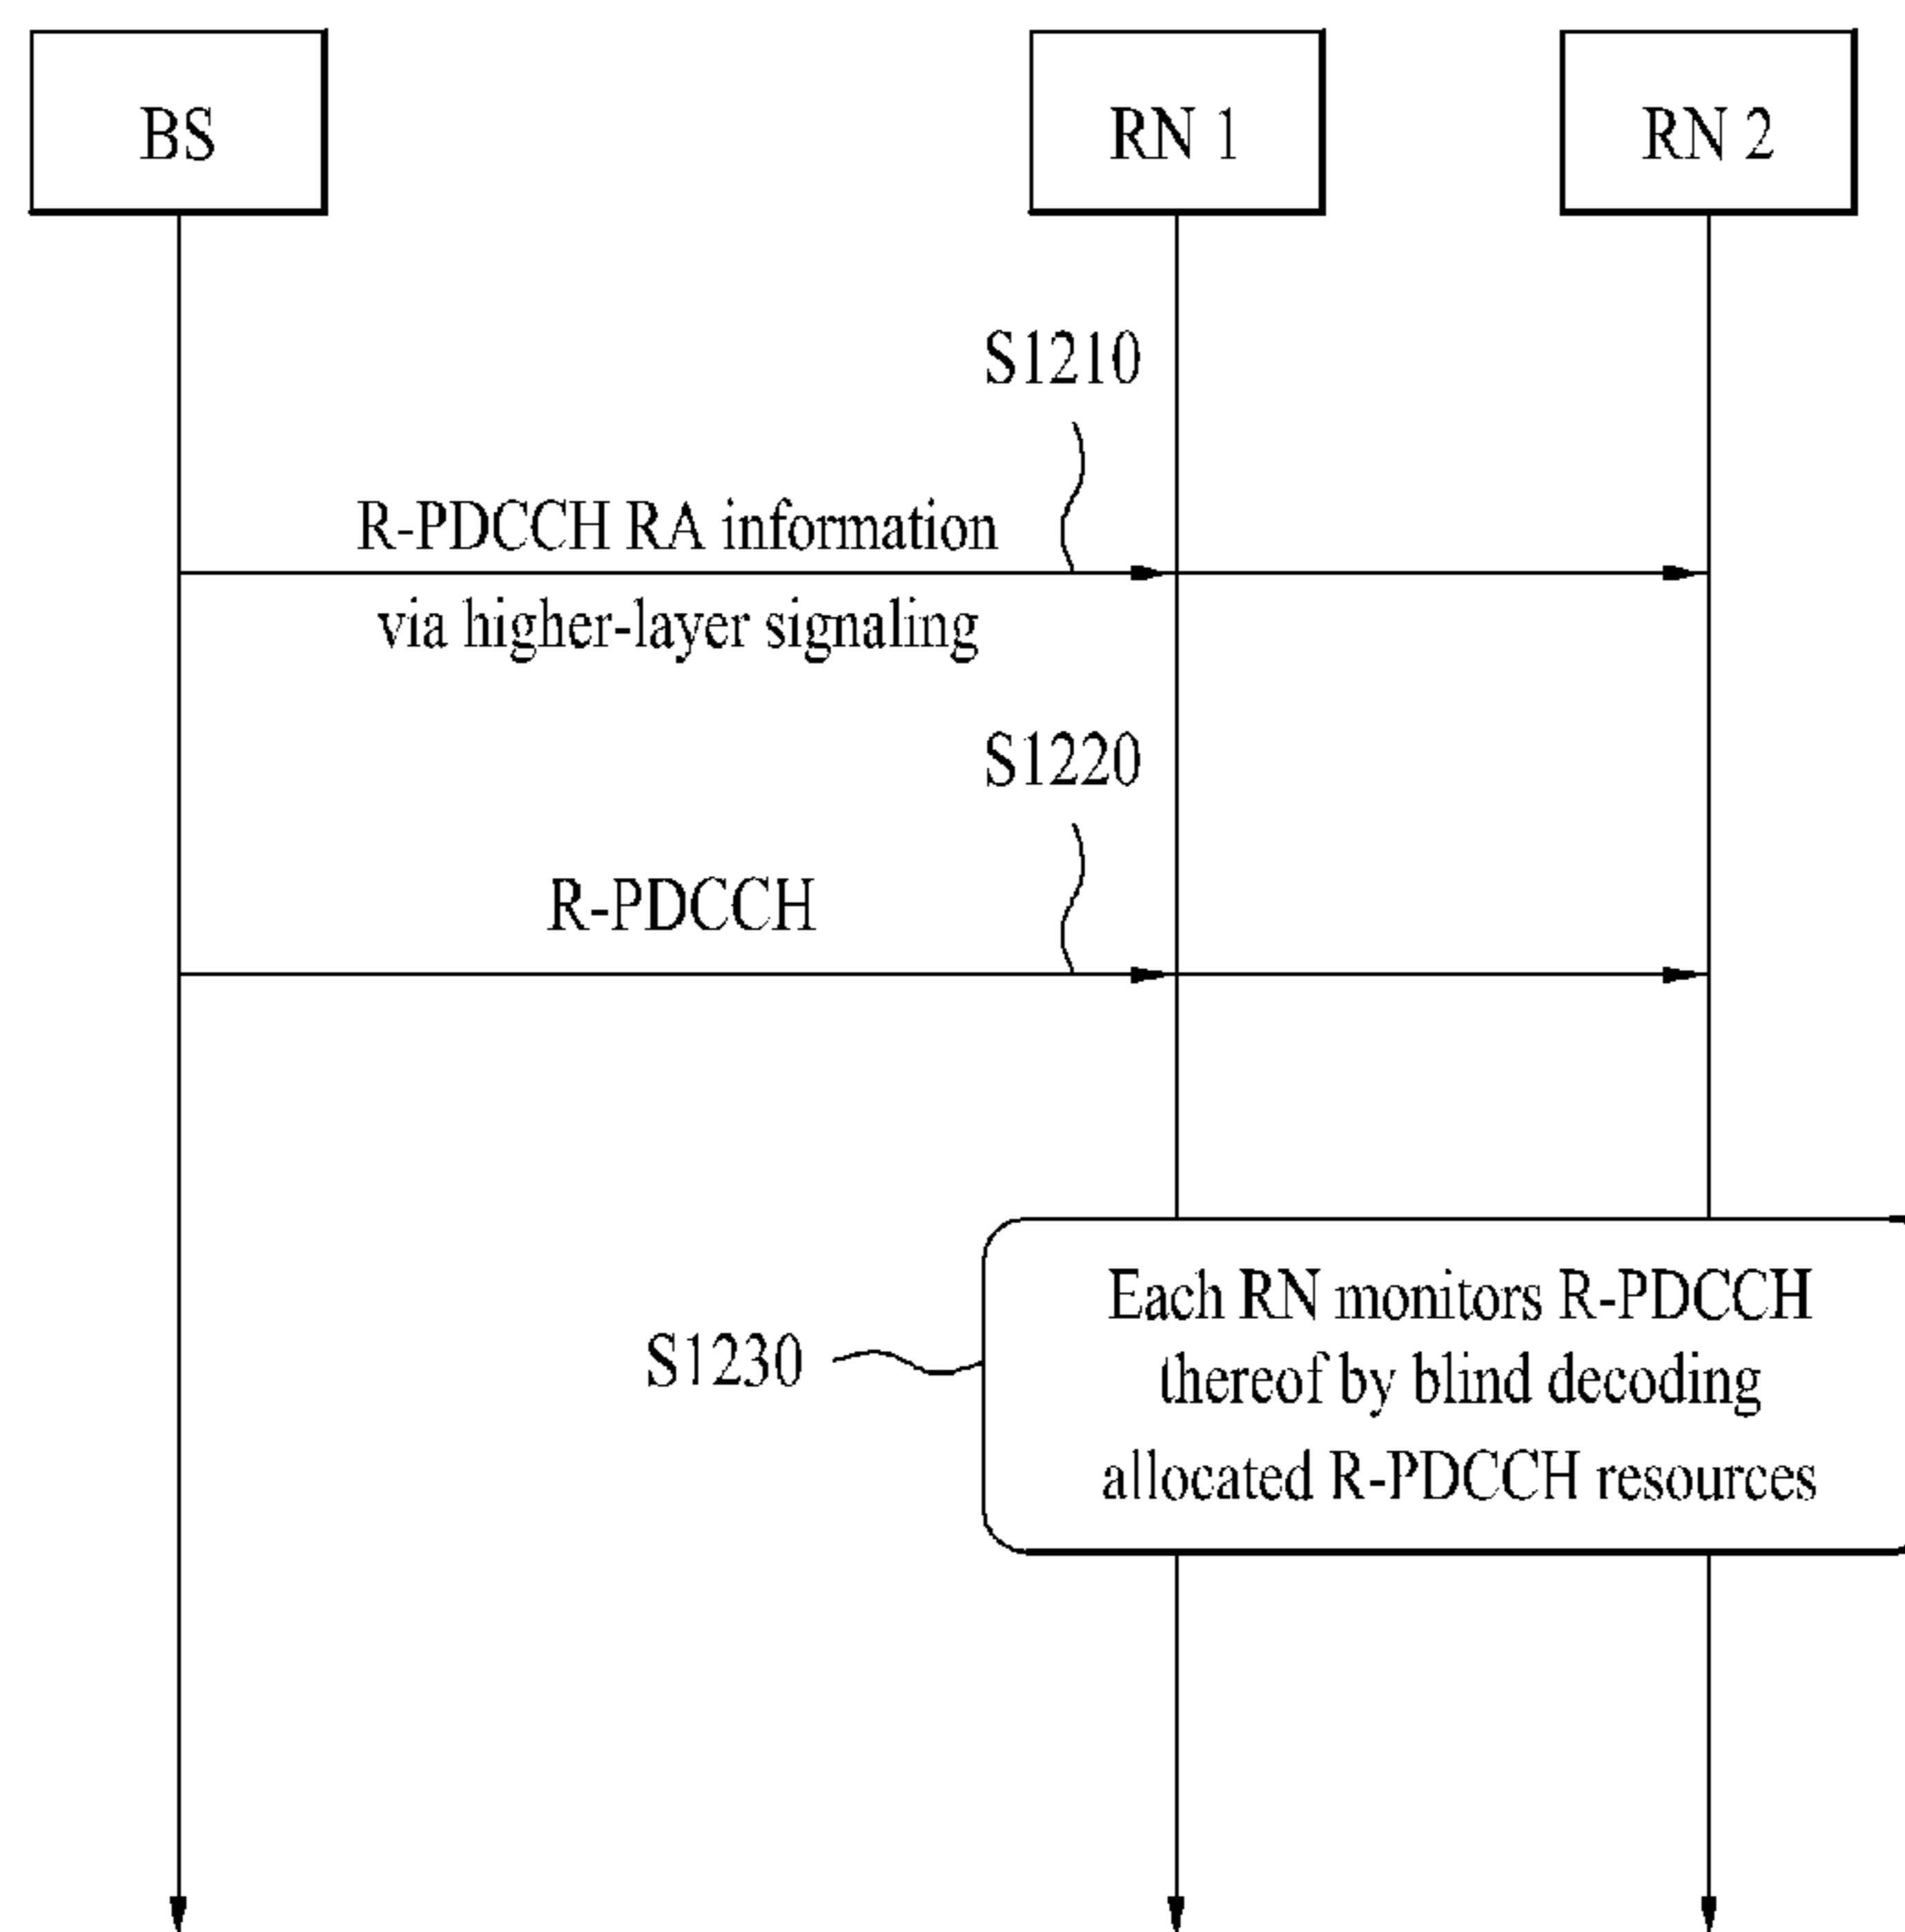 BS
RN 1
RN 2
S1210
R-PDCCH RA information
via higher-layer signaling
S1220
R-PDCCH
Each RN monitors R-PDCCH
S1230
thereof by blind decoding
allocated R-PDCCH resources